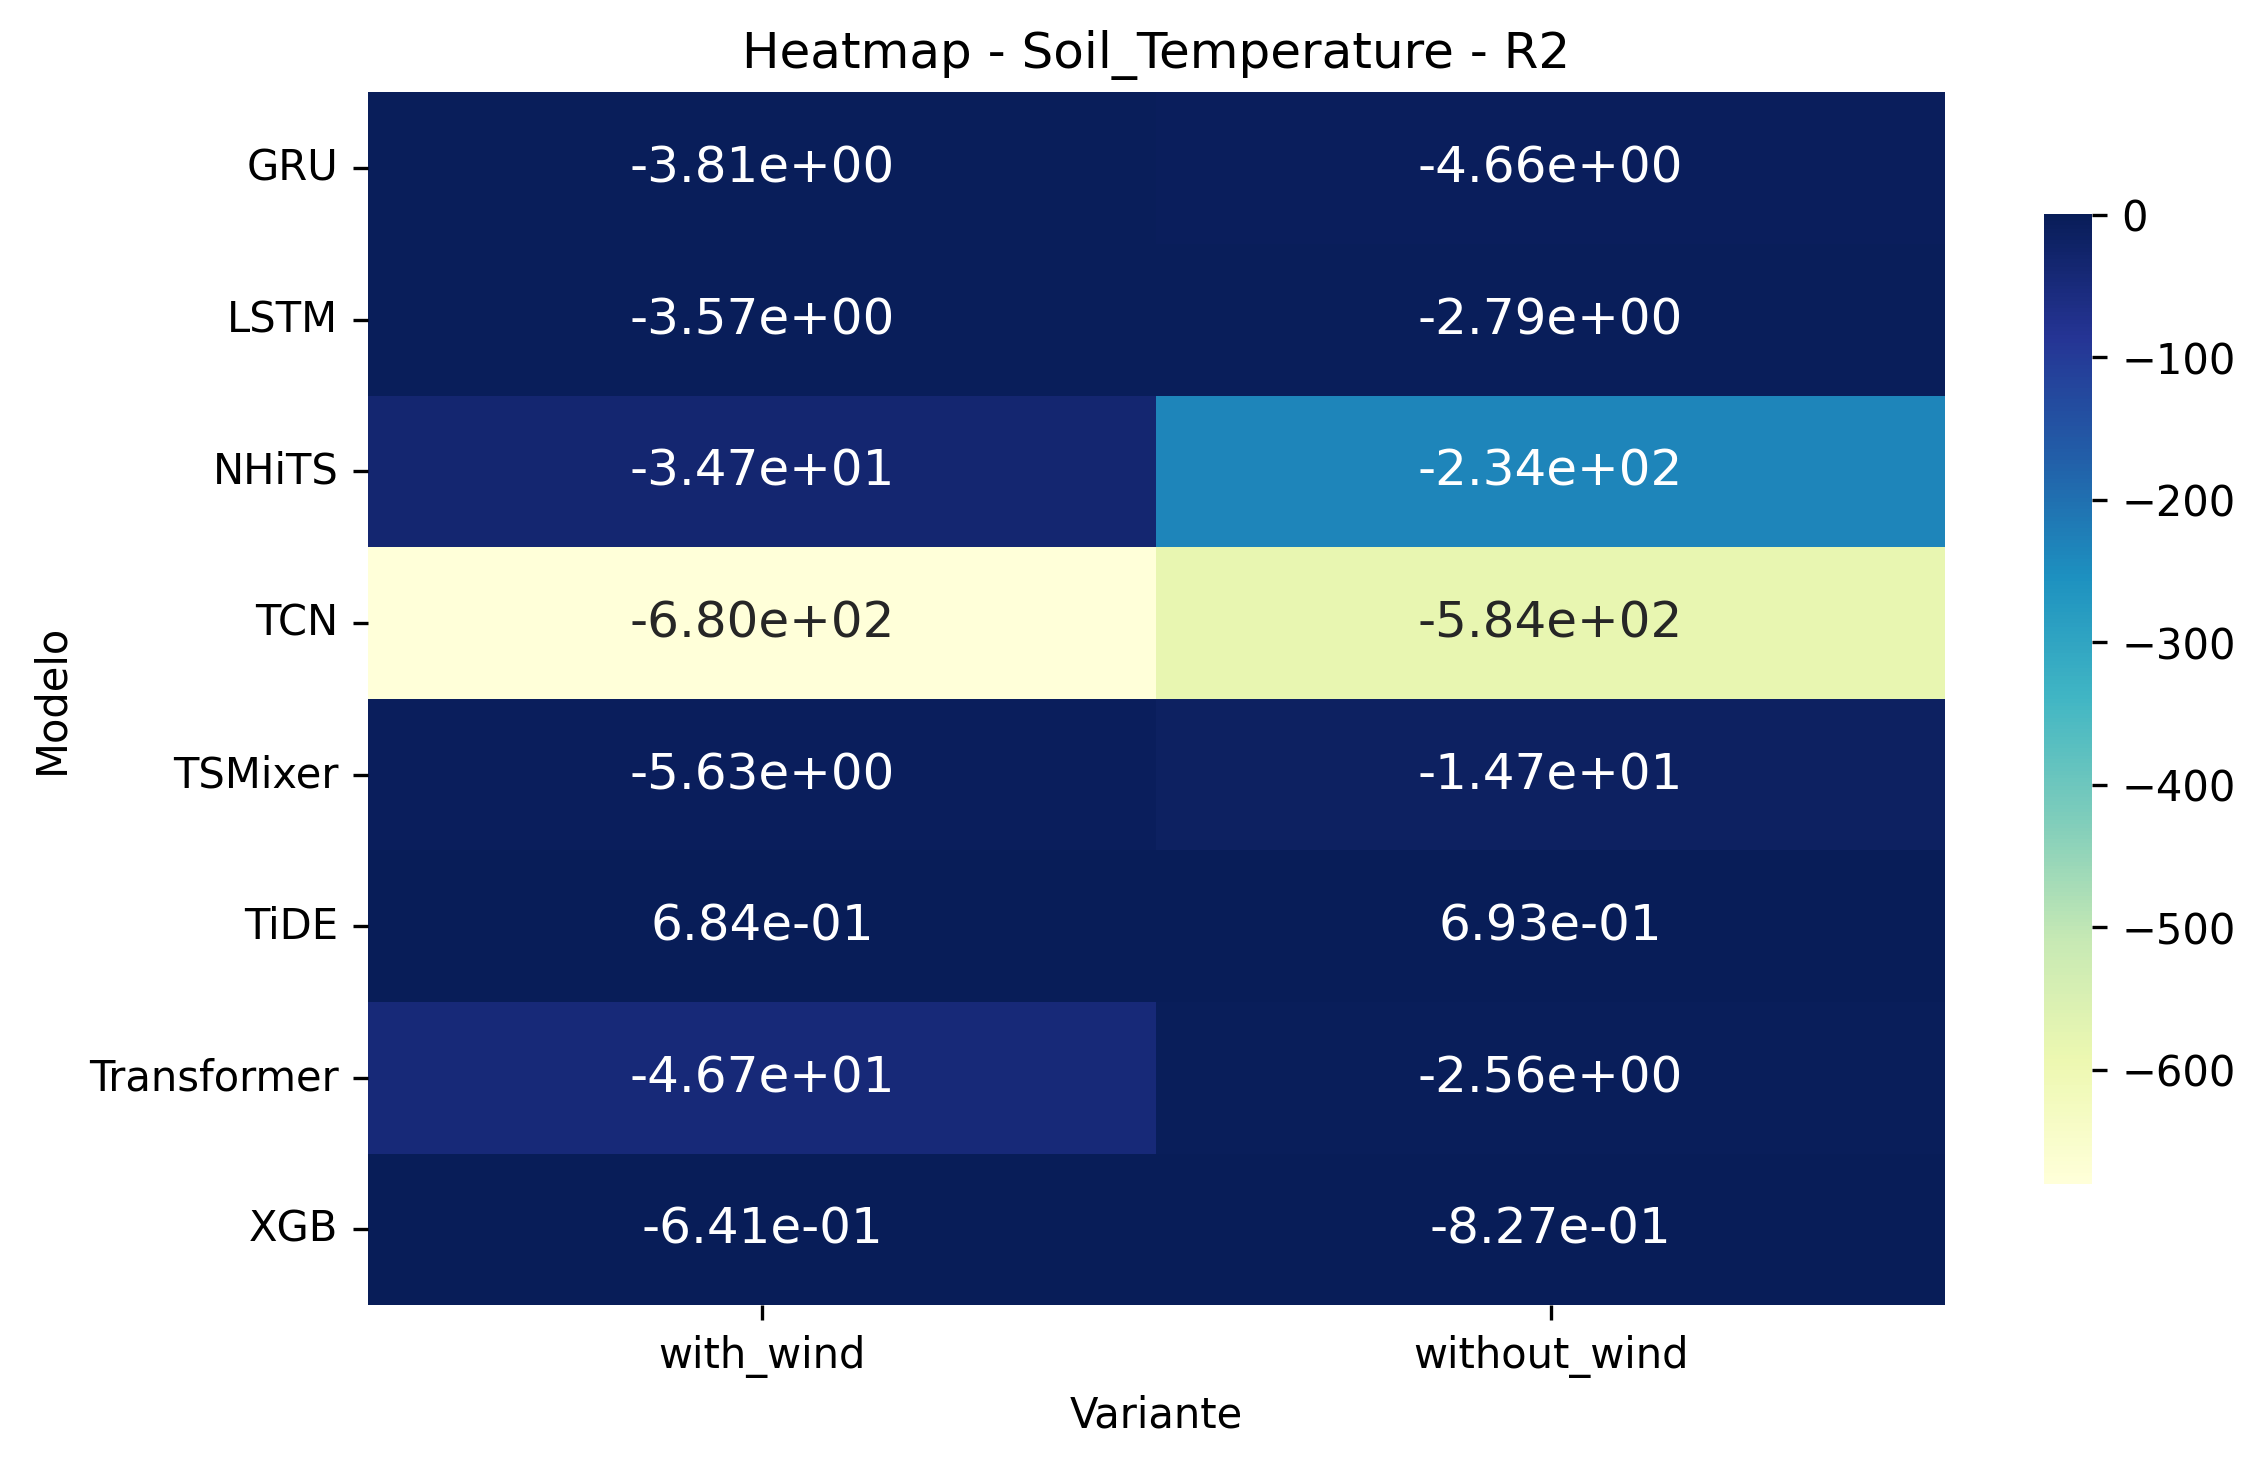 Heatmap - Soil_Temperature - R2
Modelo
GRU -3.81e+00 -4.66e+00
LSTM -3.57e+00 -2.79e+00
NHiTS -3.47e+01 -2.34e+02
TCN -6.80e+02 -5.84e+02
TSMixer -5.63e+00 -1.47e+01
TiDE 6.84e-01 6.93e-01
Transformer -4.67e+01 -2.56e+00
XGB -6.41e-01 -8.27e-01
with_wind without_wind
Variante
0
−100
−200
−300
−400
−500
−600